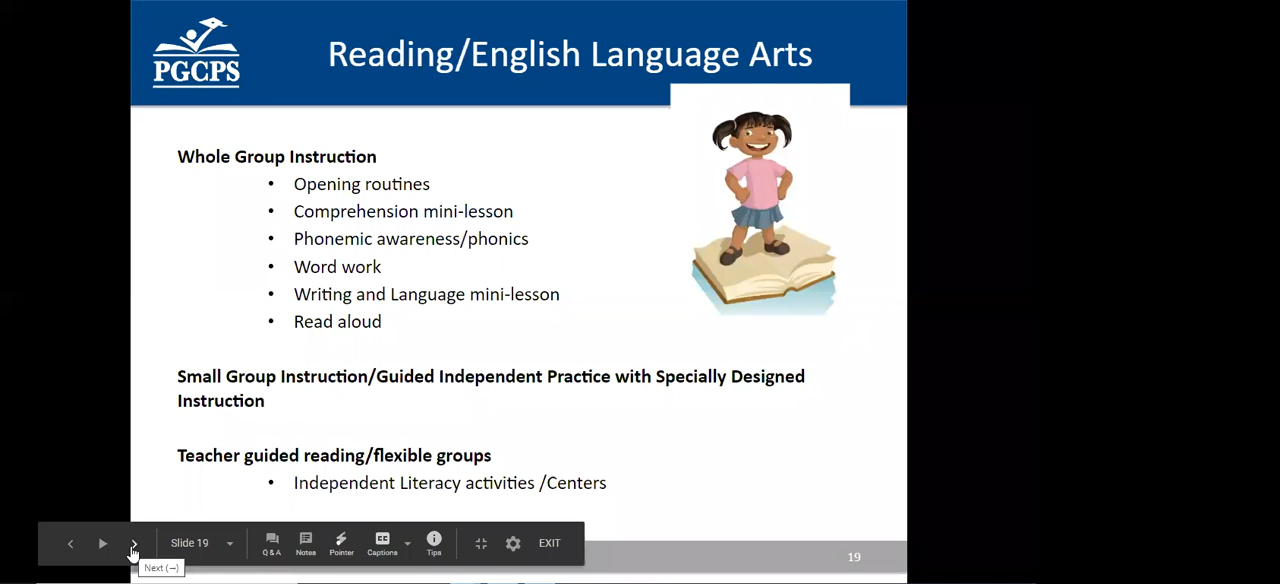 PGCPS
Reading/English Language Arts
Whole Group Instruction
• Opening routines
• Comprehension mini-lesson
• Phonemic awareness/phonics
• Word work
• Writing and Language mini-lesson
• Read aloud
Small Group Instruction/Guided Independent Practice with Specially Designed
Instruction
Teacher guided reading/flexible groups
• Independent Literacy activities /Centers
Slide 19
Q & A
Notes
Pointer
CC
Captions
Tips
EXIT
Next (→)
19